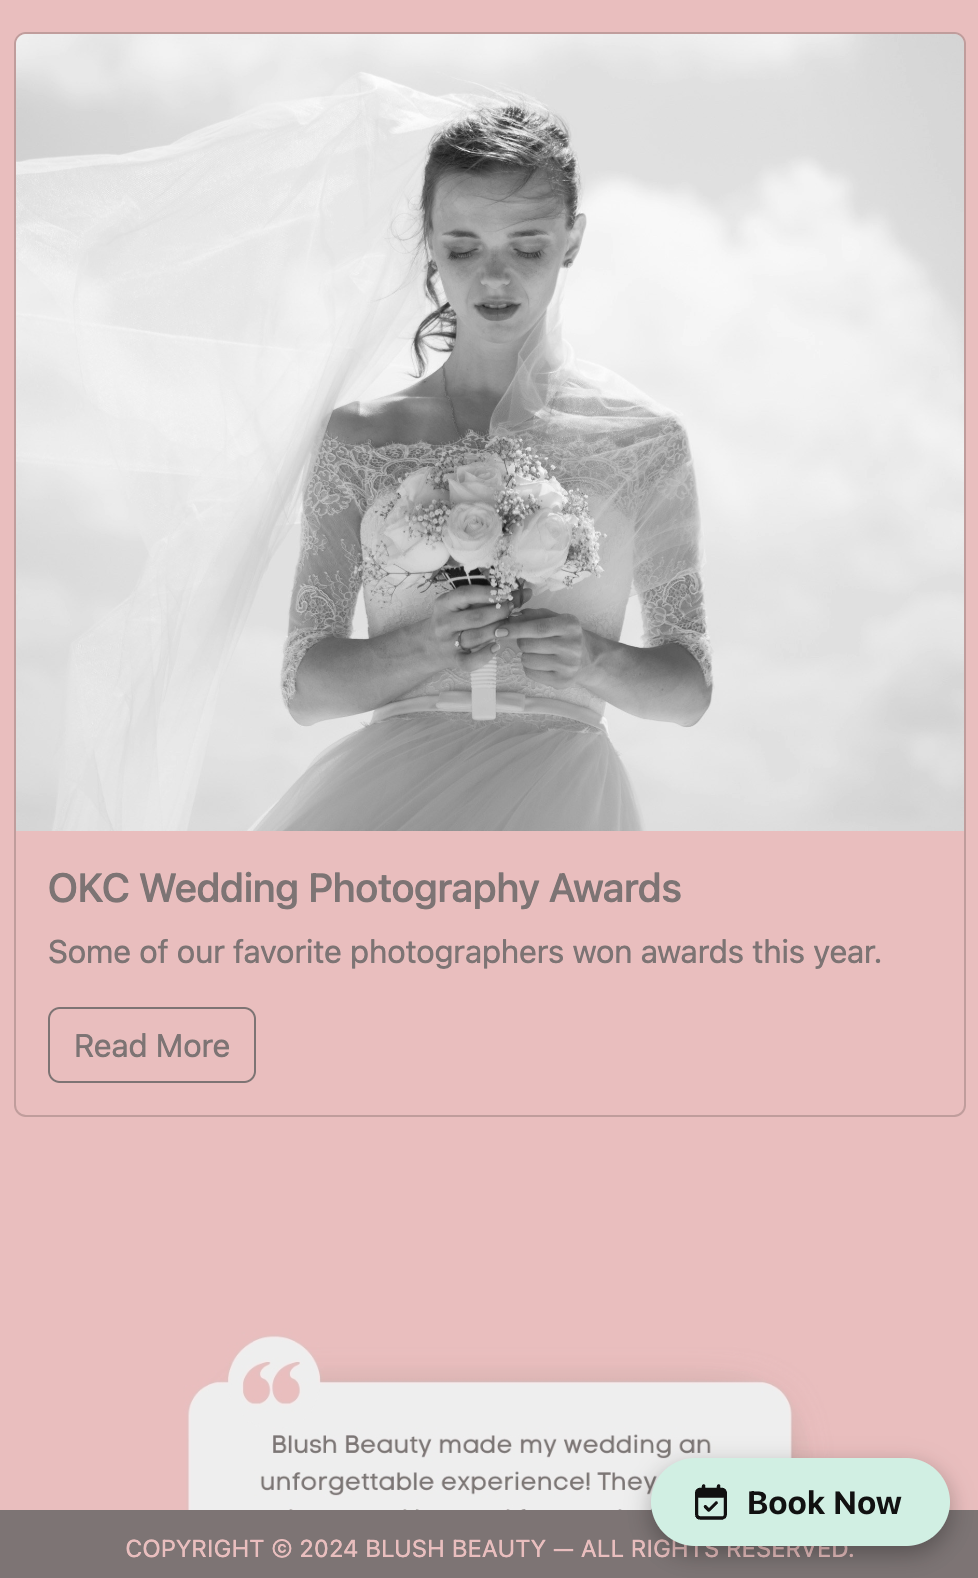 OKC Wedding Photography Awards
Some of our favorite photographers won awards this year.
Read More
“
Blush Beauty made my wedding an
unforgettable experience! They
Book Now
COPYRIGHT © 2024 BLUSH BEAUTY — ALL RIGHTS RESERVED.